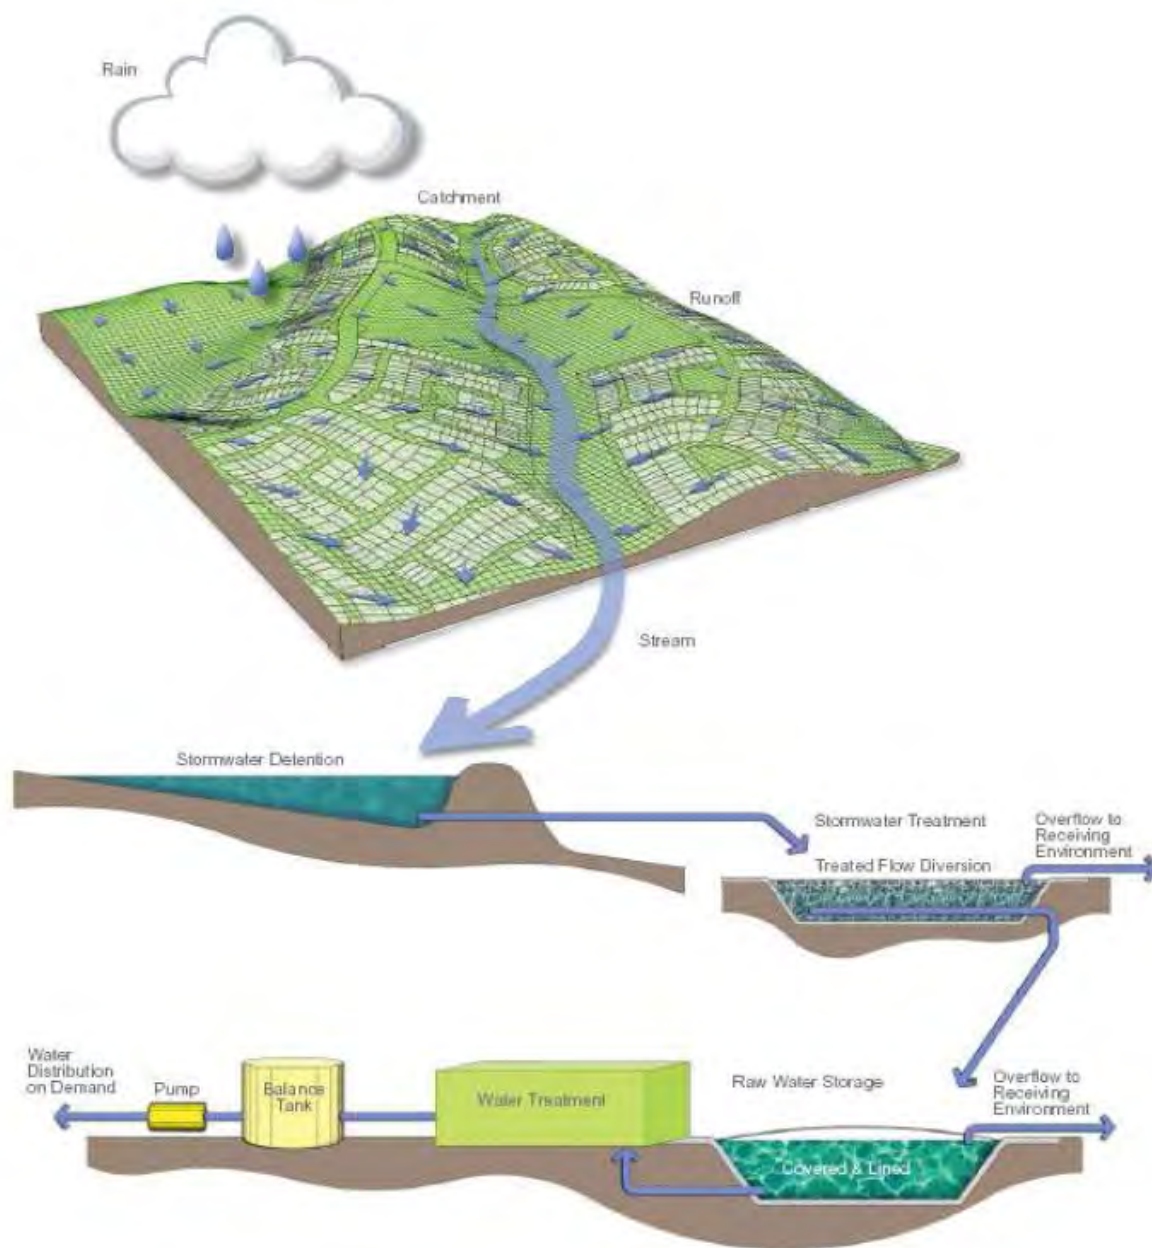 Rain
Catchment
Runoff
Stream
Stormwater Detention
Stormwater Treatment
Treated Flow Diversion
Overflow to
Receiving
Environment
Water
Distribution
on Demand
Pump
Balance
Tank
Water Treatment
Raw Water Storage
Overflow to
Receiving
Environment
Covered & Lined